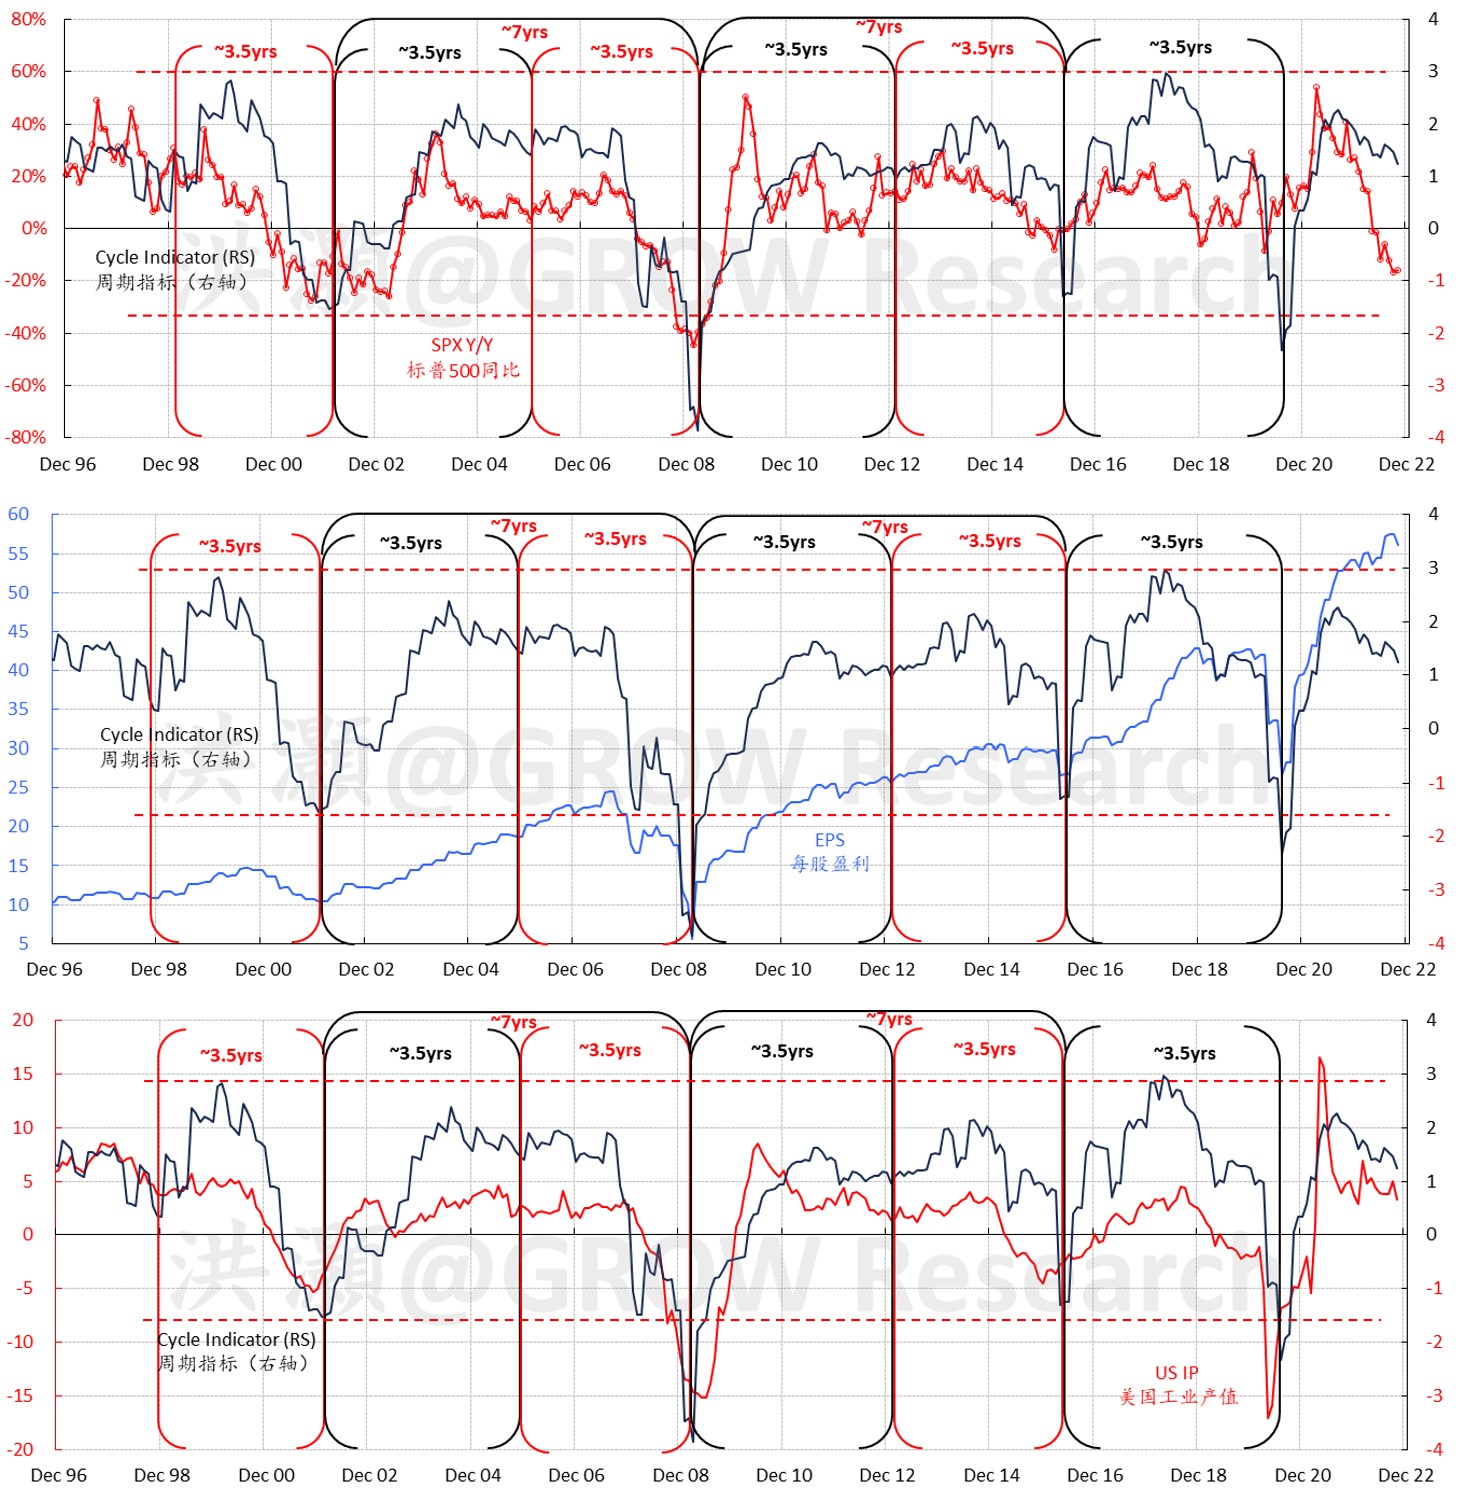 80%
60%
40%
20%
0%
-20%
-40%
-60%
-80%
4
3
2
1
0
-1
-2
-3
-4
~7yrs
~7yrs
~3.5yrs
~3.5yrs
~3.5yrs
~3.5yrs
~3.5yrs
~3.5yrs
Cycle Indicator (RS)
周期指标（右轴）
SPX Y/Y
标普500同比
洪灝@GROW Research
Dec 96 Dec 98 Dec 00 Dec 02 Dec 04 Dec 06 Dec 08 Dec 10 Dec 12 Dec 14 Dec 16 Dec 18 Dec 20 Dec 22
60
55
50
45
40
35
30
25
20
15
10
5
4
3
2
1
0
-1
-2
-3
-4
~7yrs
~7yrs
~3.5yrs
~3.5yrs
~3.5yrs
~3.5yrs
~3.5yrs
~3.5yrs
Cycle Indicator (RS)
周期指标（右轴）
EPS
每股盈利
洪灝@GROW Research
Dec 96 Dec 98 Dec 00 Dec 02 Dec 04 Dec 06 Dec 08 Dec 10 Dec 12 Dec 14 Dec 16 Dec 18 Dec 20 Dec 22
20
15
10
5
0
-5
-10
-15
-20
4
3
2
1
0
-1
-2
-3
-4
~7yrs
~7yrs
~3.5yrs
~3.5yrs
~3.5yrs
~3.5yrs
~3.5yrs
~3.5yrs
Cycle Indicator (RS)
周期指标（右轴）
US IP
美国工业产值
洪灝@GROW Research
Dec 96 Dec 98 Dec 00 Dec 02 Dec 04 Dec 06 Dec 08 Dec 10 Dec 12 Dec 14 Dec 16 Dec 18 Dec 20 Dec 22